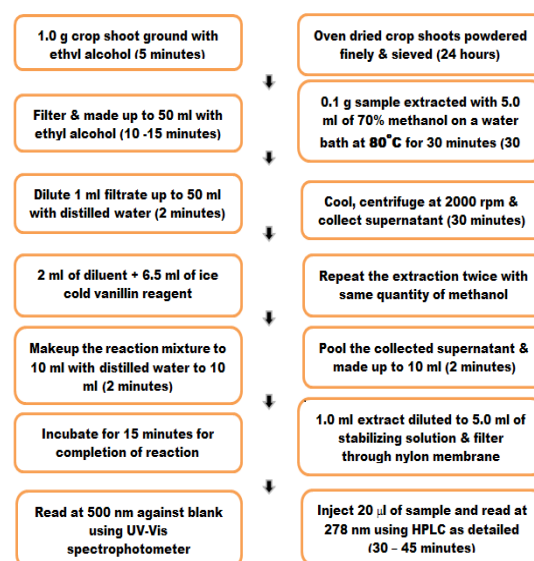 1.0 g crop shoot ground with
ethyl alcohol (5 minutes)
Filter & made up to 50 ml with
ethyl alcohol (10 -15 minutes)
Dilute 1 ml filtrate up to 50 ml
with distilled water (2 minutes)
2 ml of diluent + 6.5 ml of ice
cold vanillin reagent
Makeup the reaction mixture to
10 ml with distilled water to 10
ml (2 minutes)
Incubate for 15 minutes for
completion of reaction
Read at 500 nm against blank
using UV-Vis
spectrophotometer
Oven dried crop shoots powdered
finely & sieved (24 hours)
0.1 g sample extracted with 5.0
ml of 70% methanol on a water
bath at 80°C for 30 minutes (30
Cool, centrifuge at 2000 rpm &
collect supernatant (30 minutes)
Repeat the extraction twice with
same quantity of methanol
Pool the collected supernatant &
made up to 10 ml (2 minutes)
1.0 ml extract diluted to 5.0 ml of
stabilizing solution & filter
through nylon membrane
Inject 20 µl of sample and read at
278 nm using HPLC as detailed
(30 – 45 minutes)